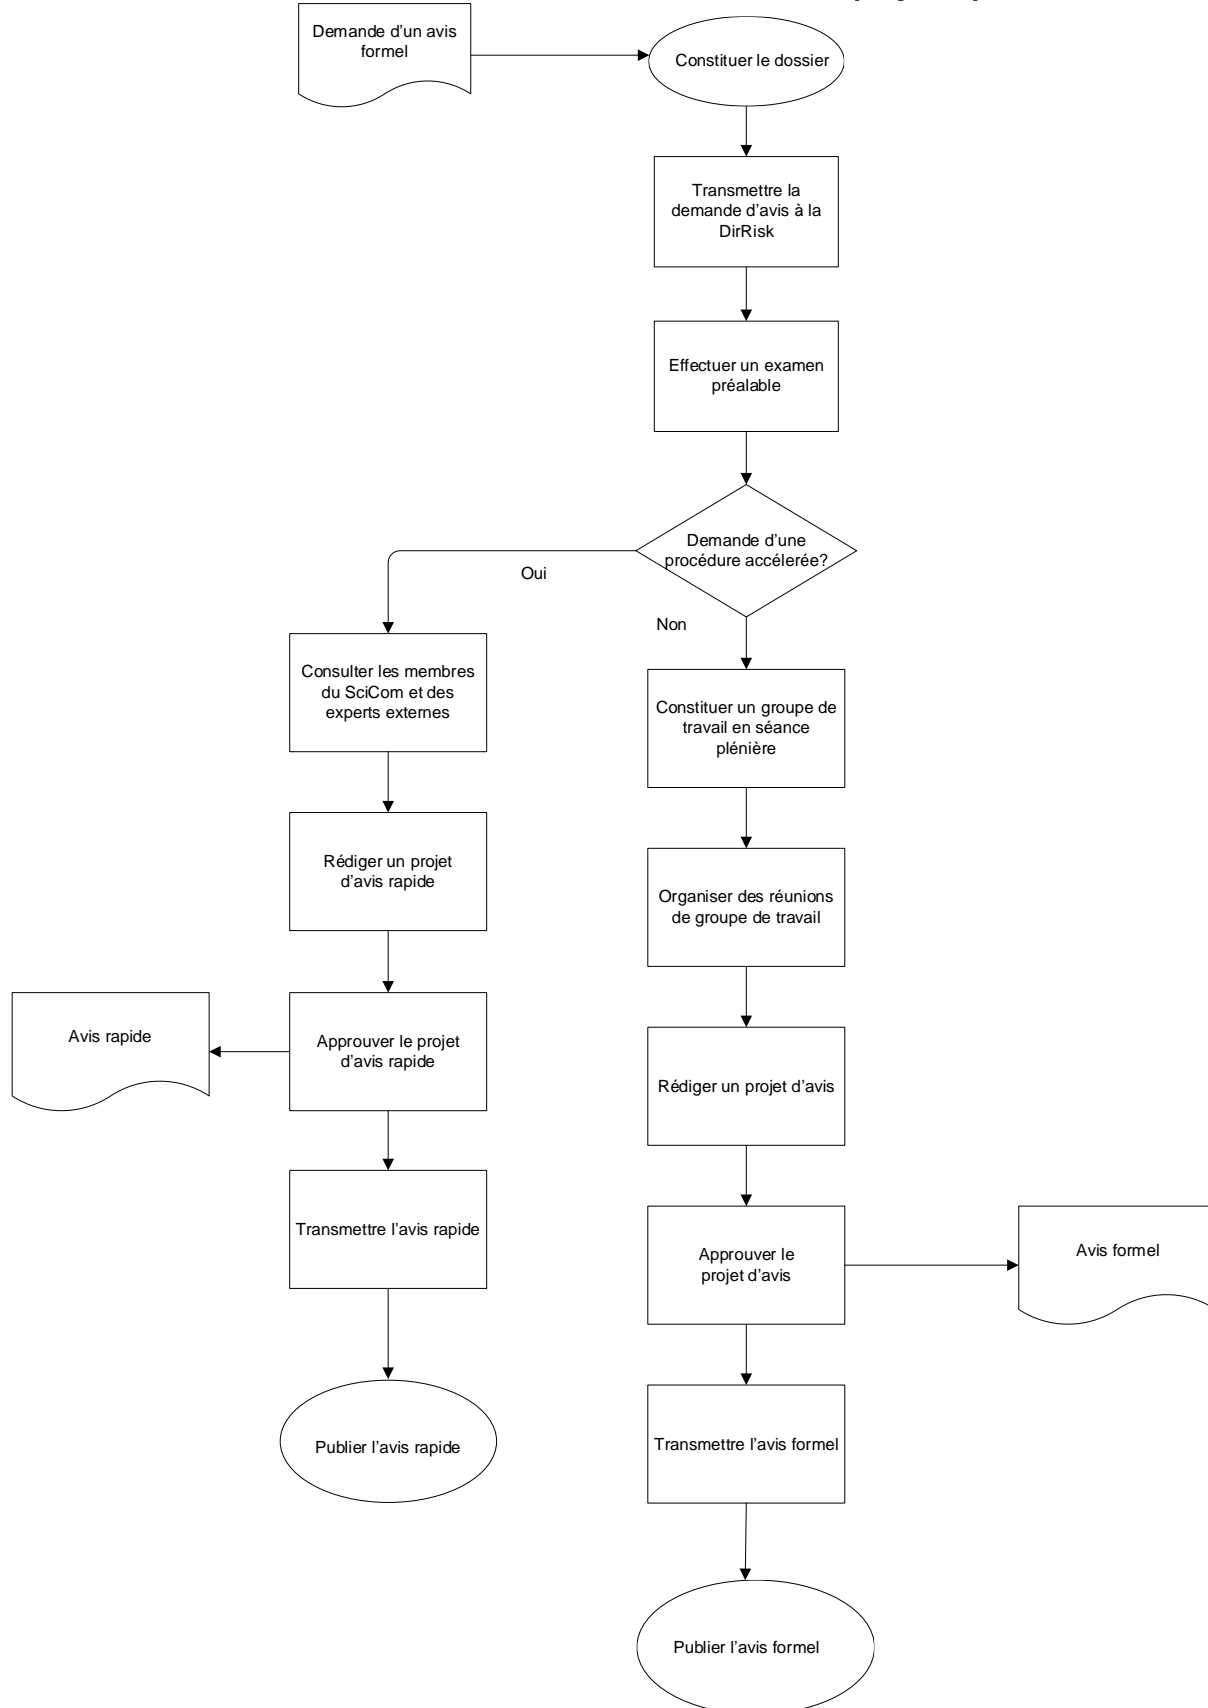 Demande d'un avis
formel
Constituer le dossier
Transmettre la
demande d'avis à la
DirRisk
Effectuer un examen
préalable
Demande d'une
procédure accélerée?
Oui
Non
Consulter les membres
du SciCom et des
experts externes
Constituer un groupe de
travail en séance
plénière
Rédiger un projet
d'avis rapide
Organiser des réunions
de groupe de travail
Avis rapide
Approuver le projet
d'avis rapide
Rédiger un projet d'avis
Transmettre l'avis rapide
Approuver le
projet d'avis
Avis formel
Publier l'avis rapide
Transmettre l'avis formel
Publier l'avis formel